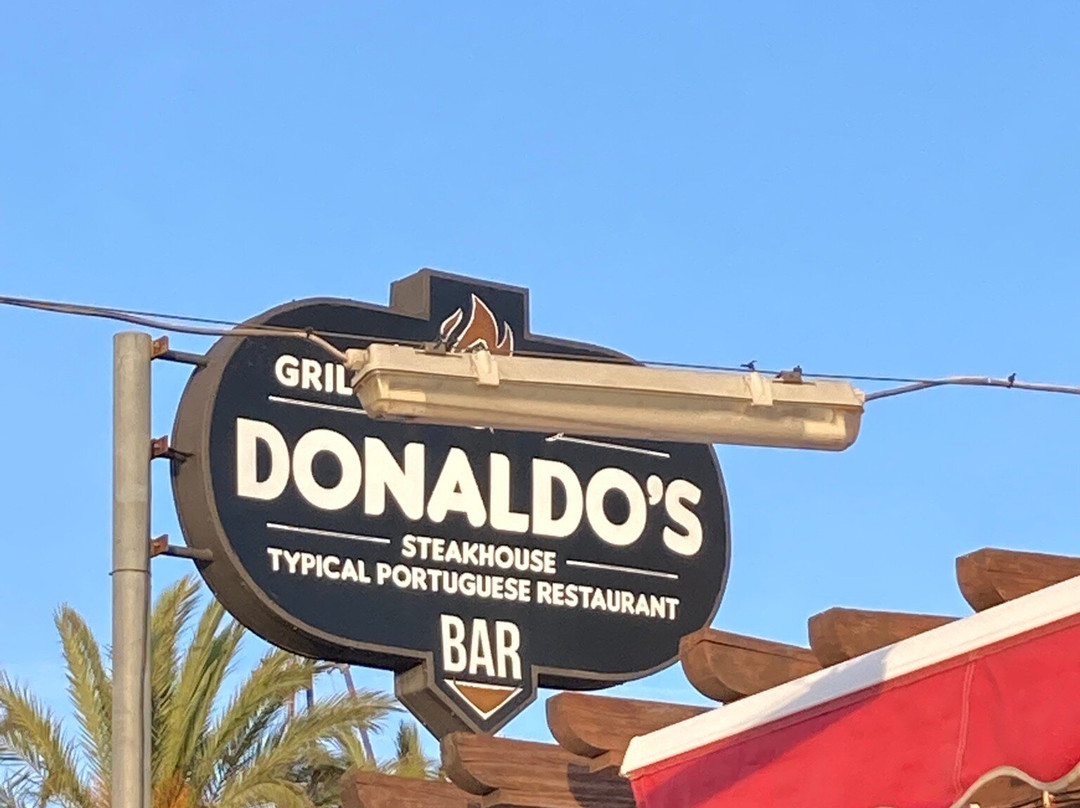 GRIL
DONALDO'S
STEAKHOUSE
TYPICAL PORTUGUESE RESTAURANT
BAR